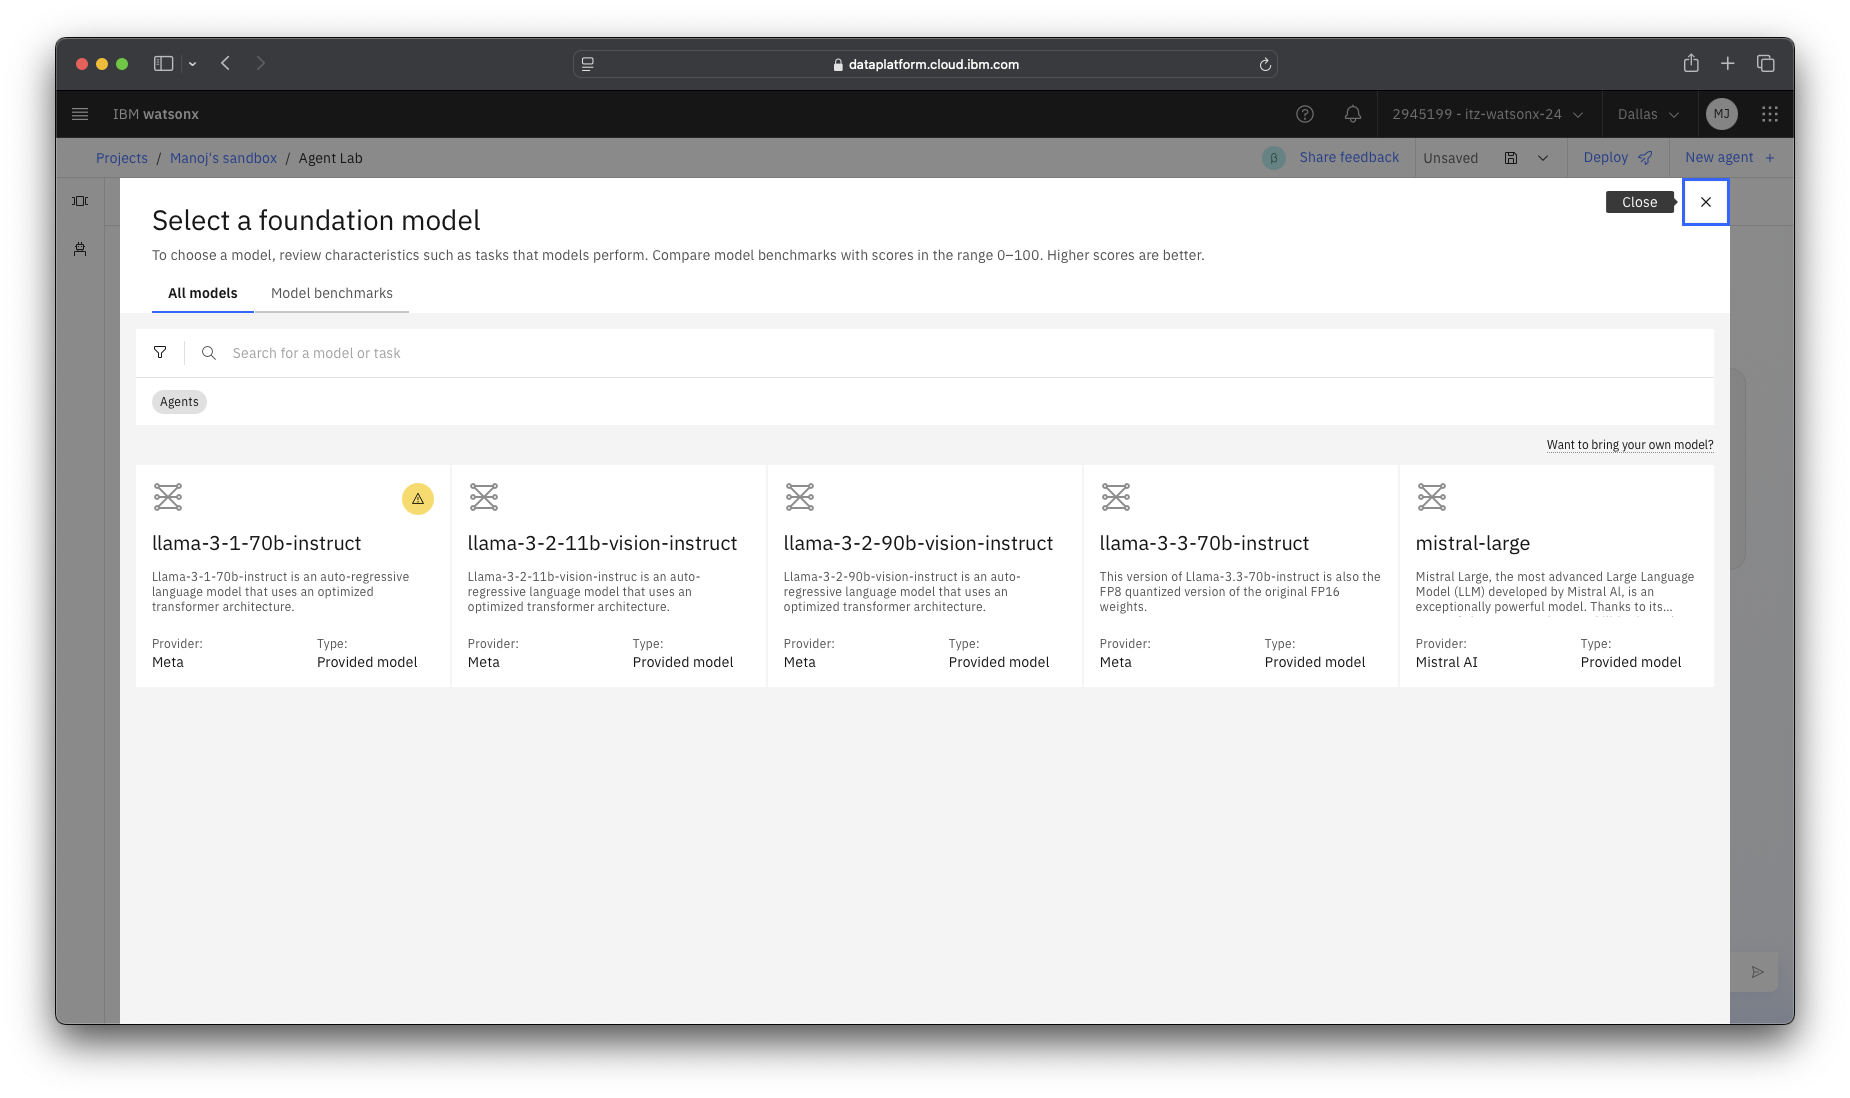 dataplatform.cloud.ibm.com
IBM watsonx
2945199 - itz-watsonx-24
Dallas
MJ
Projects / Manoj's sandbox / Agent Lab
β
Share feedback
Unsaved
Deploy
New agent +
Select a foundation model
Close
To choose a model, review characteristics such as tasks that models perform. Compare model benchmarks with scores in the range 0–100. Higher scores are better.
All models
Model benchmarks
Search for a model or task
Agents
Want to bring your own model?
llama-3-1-70b-instruct
Llama-3-1-70b-instruct is an auto-regressive
language model that uses an optimized
transformer architecture.
Provider:
Type:
Meta
Provided model
llama-3-2-11b-vision-instruct
Llama-3-2-11b-vision-instruc is an auto-
regressive language model that uses an
optimized transformer architecture.
Provider:
Type:
Meta
Provided model
llama-3-2-90b-vision-instruct
Llama-3-2-90b-vision-instruct is an auto-
regressive language model that uses an
optimized transformer architecture.
Provider:
Type:
Meta
Provided model
llama-3-3-70b-instruct
This version of Llama-3.3-70b-instruct is also the
FP8 quantized version of the original FP16
weights.
Provider:
Type:
Meta
Provided model
mistral-large
Mistral Large, the most advanced Large Language
Model (LLM) developed by Mistral Al, is an
exceptionally powerful model. Thanks to its...
Provider:
Type:
Mistral AI
Provided model